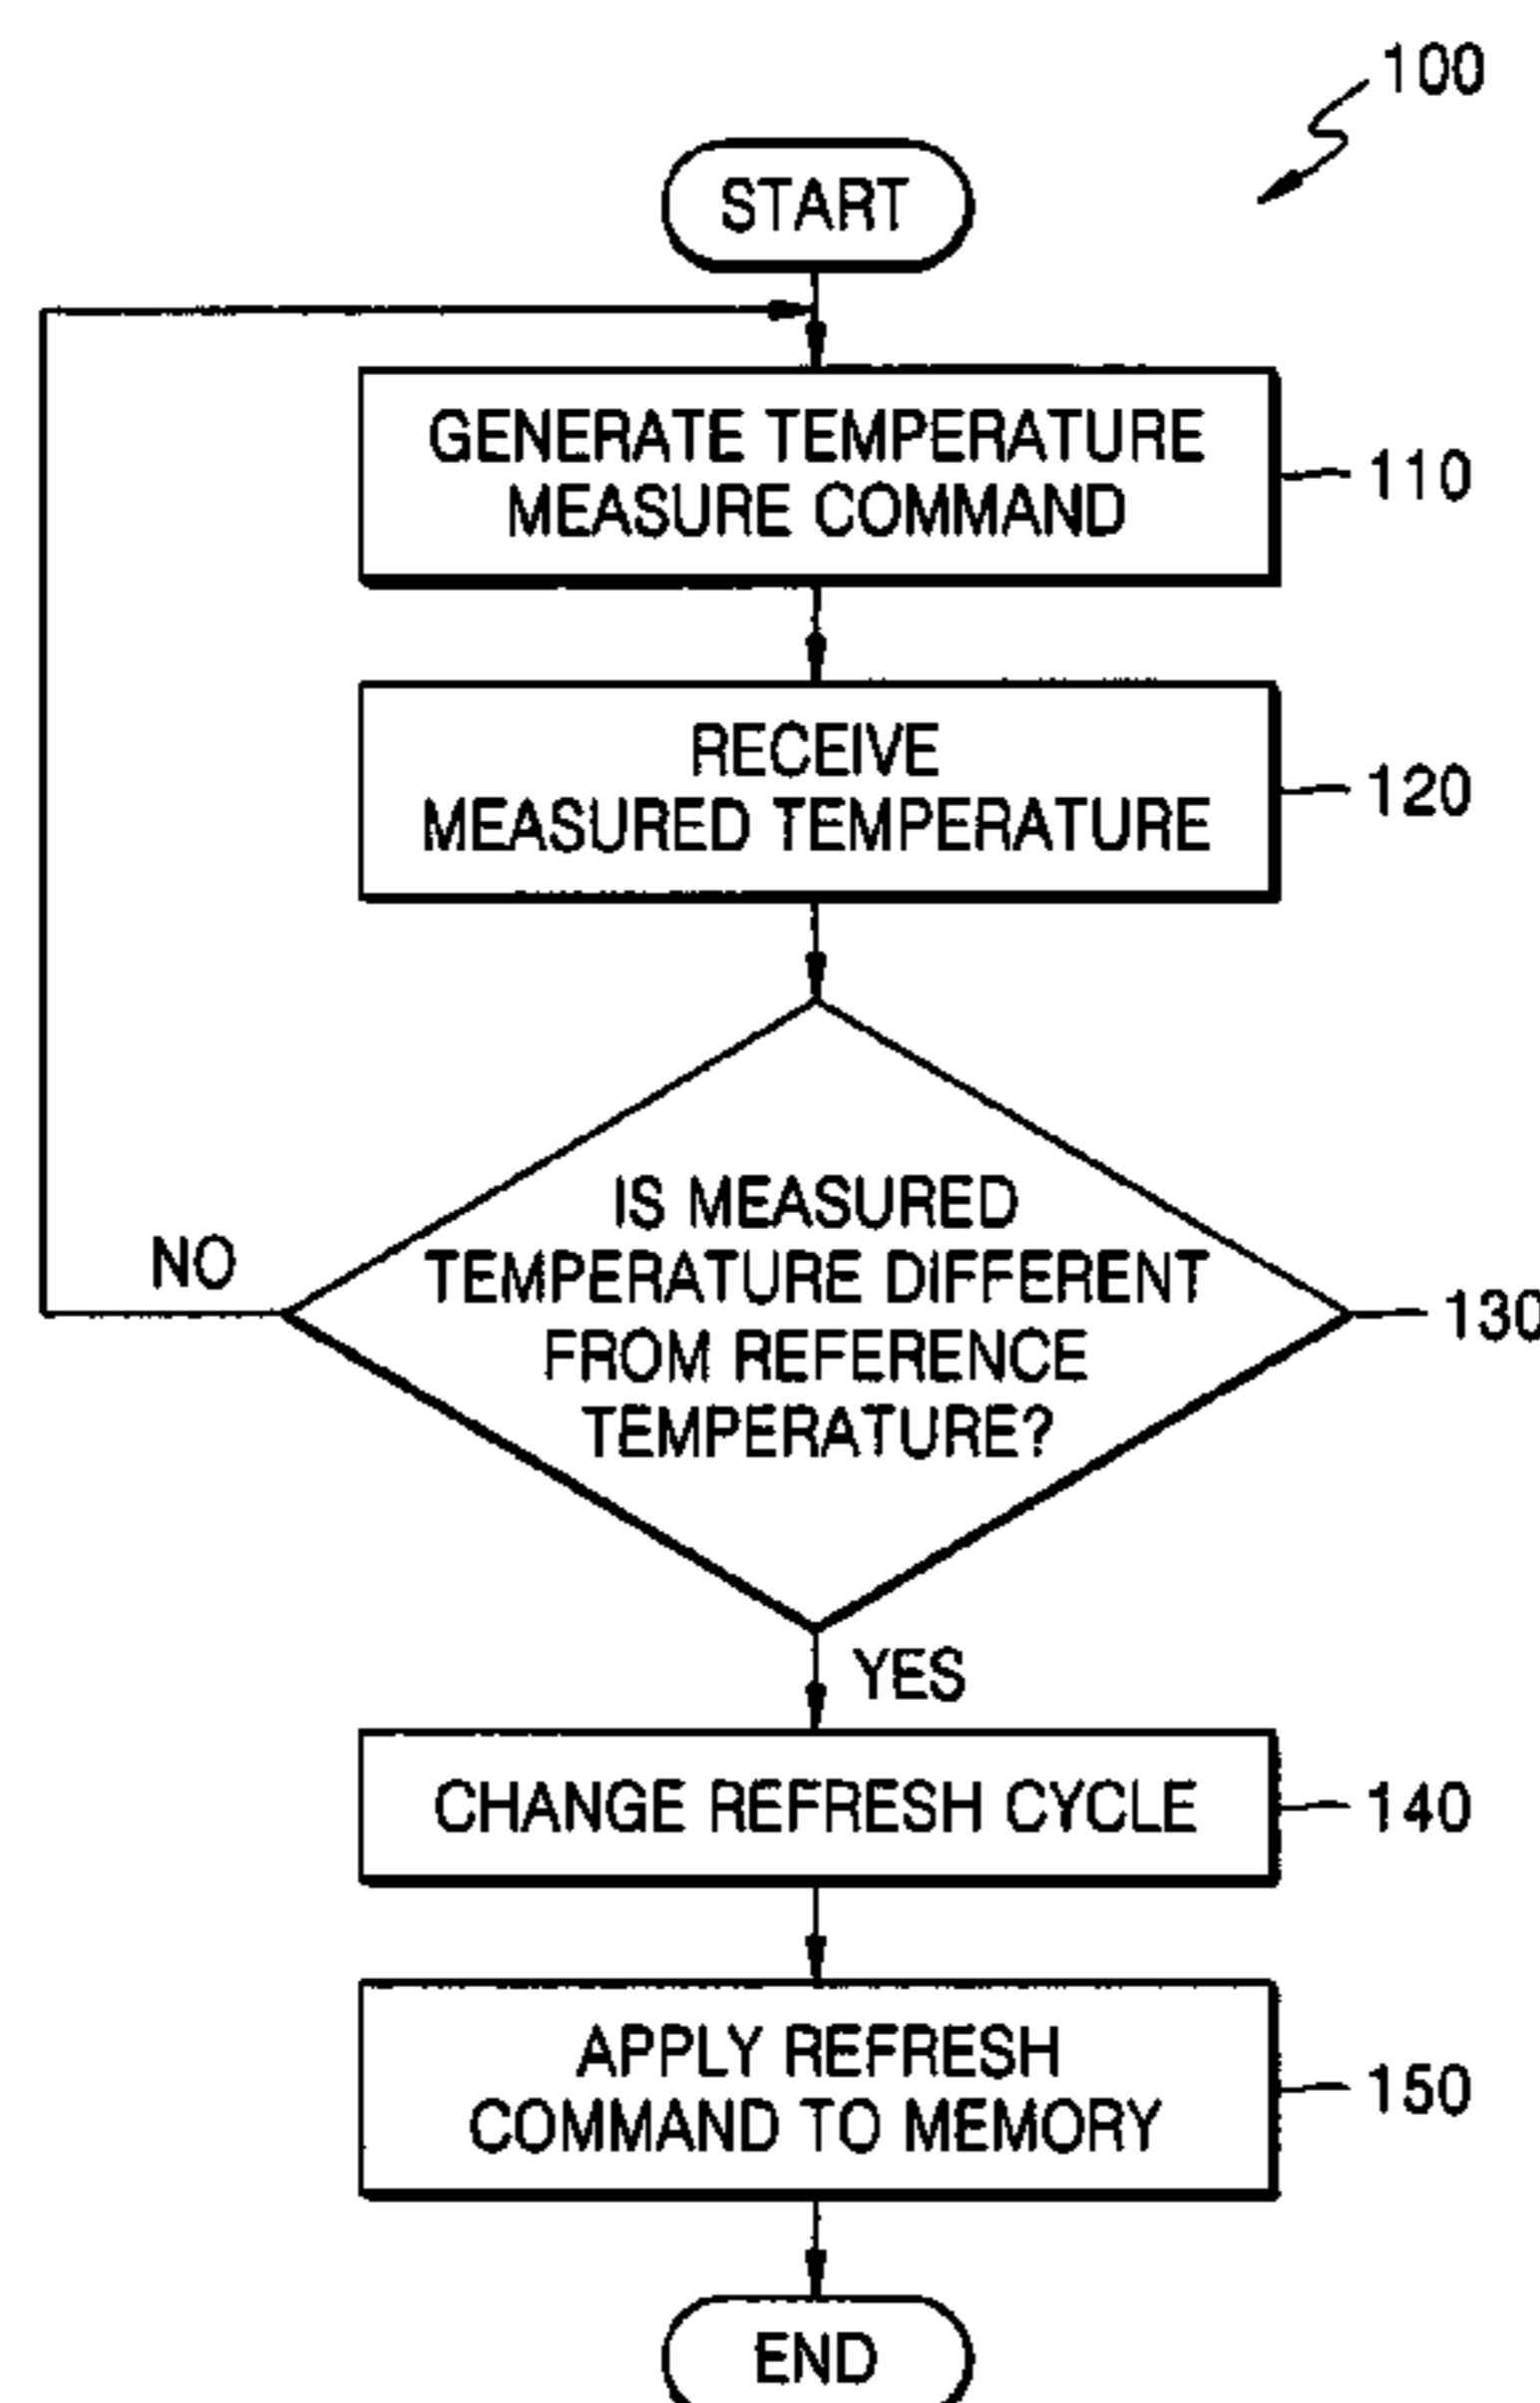 100
START
GENERATE TEMPERATURE
MEASURE COMMAND
110
RECEIVE
MEASURED TEMPERATURE
120
IS MEASURED
TEMPERATURE DIFFERENT
FROM REFERENCE
TEMPERATURE?
NO
130
YES
CHANGE REFRESH CYCLE
140
APPLY REFRESH
COMMAND TO MEMORY
150
END